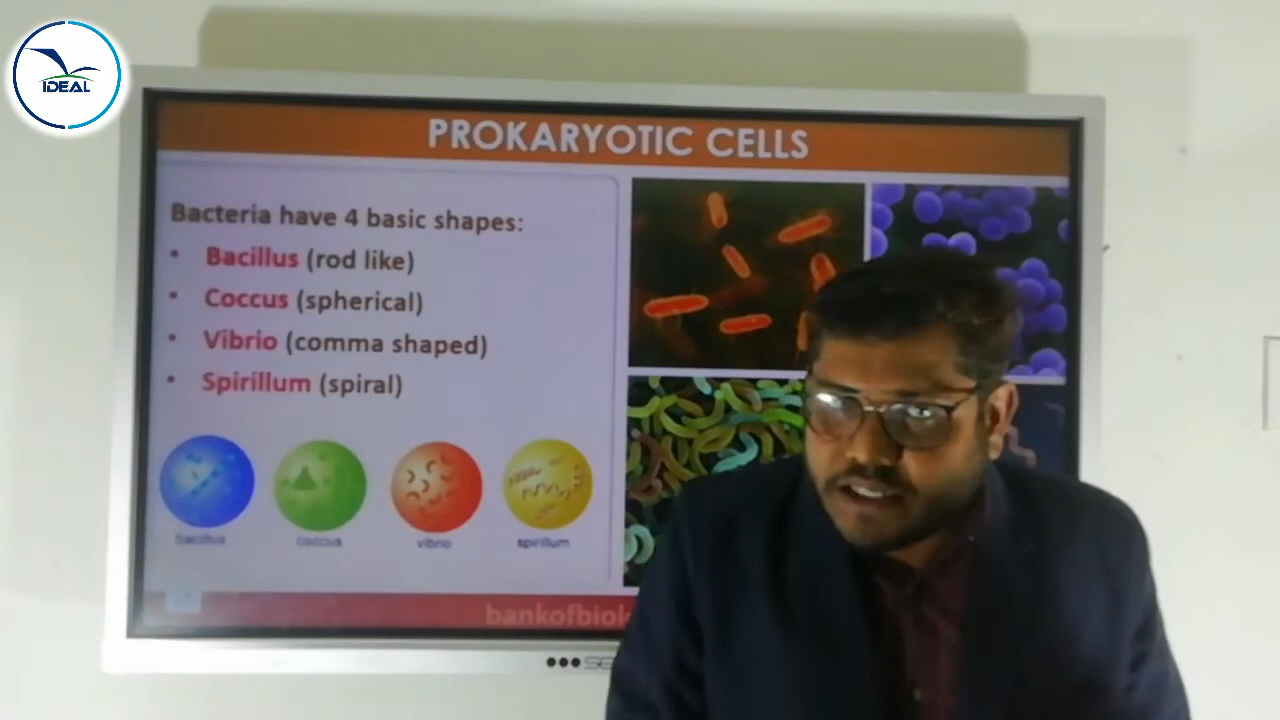 IDEAL
PROKARYOTIC CELLS
Bacteria have 4 basic shapes:
• Bacillus (rod like)
• Coccus (spherical)
• Vibrio (comma shaped)
• Spirillum (spiral)
bacillus
coccus
vibrio
spirillum